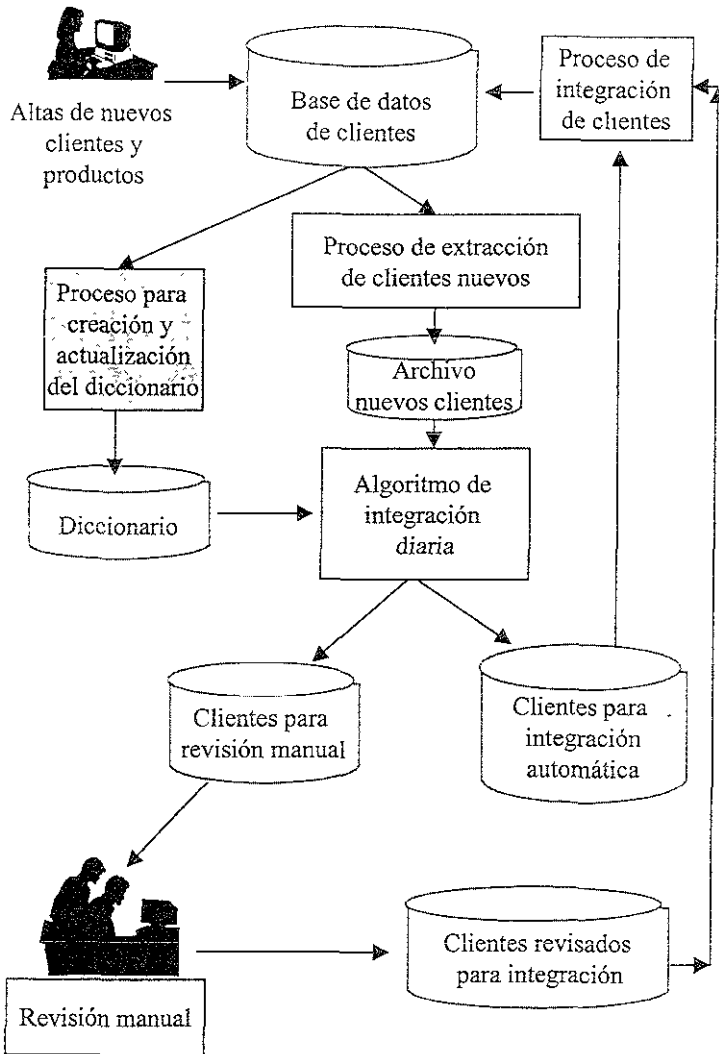 Altas de nuevos
clientes y
productos
Base de datos
de clientes
Proceso de
integración
de clientes
Proceso para
creación y
actualización
del diccionario
Proceso de extracción
de clientes nuevos
Archivo
nuevos clientes
Diccionario
Algoritmo de
integración
diaria
Clientes para
revisión manual
Clientes para
integración
automática
Revisión manual
Clientes revisados
para integración